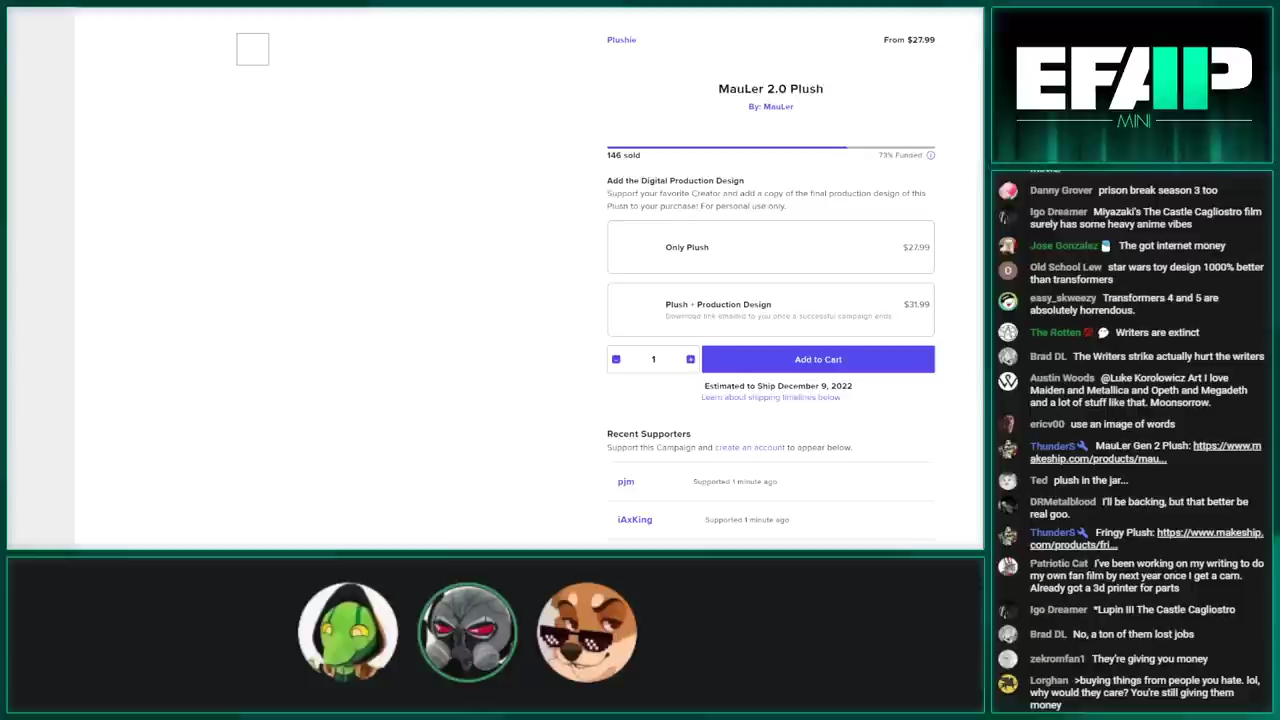 Plushie
From $27.99
MauLer 2.0 Plush
By: MauLer
146 sold
73% Funded
Add the Digital Production Design
Support your favorite Creator and add a copy of the final production design of this
Plush to your purchase! For personal use only.
Only Plush
$27.99
Plush + Production Design
$31.99
Download link emailed to you once a successful campaign ends
1
Add to Cart
Estimated to Ship December 9, 2022
Learn about shipping timelines below
Recent Supporters
Support this Campaign and create an account to appear below.
pjm
Supported 1 minute ago
iAxKing
Supported 1 minute ago
EFAP
MINI
Danny Grover prison break season 3 too
Igo Dreamer Miyazaki's The Castle Cagliostro film
surely has some heavy anime vibes
Jose Gonzalez The got internet money
Old School Lew star wars toy design 1000% better
than transformers
easy_skweezy Transformers 4 and 5 are
absolutely horrendous.
The Rotten Writers are extinct
Brad DL The Writers strike actually hurt the writers
Austin Woods @Luke Korolowicz Art I love
Maiden and Metallica and Opeth and Megadeth
and a lot of stuff like that. Moonsorrow.
ericv00 use an image of words
ThunderS MauLer Gen 2 Plush: https://www.m
akeship.com/products/mau...
Ted plush in the jar...
DRMetalblood I'll be backing, but that better be
real goo.
ThunderS Fringy Plush: https://www.makeship.
com/products/fri...
Patriotic Cat I've been working on my writing to do
my own fan film by next year once I get a cam.
Already got a 3d printer for parts
Igo Dreamer *Lupin III The Castle Cagliostro
Brad DL No, a ton of them lost jobs
zekromfan1 They're giving you money
Lorghan >buying things from people you hate. lol,
why would they care? You're still giving them
money